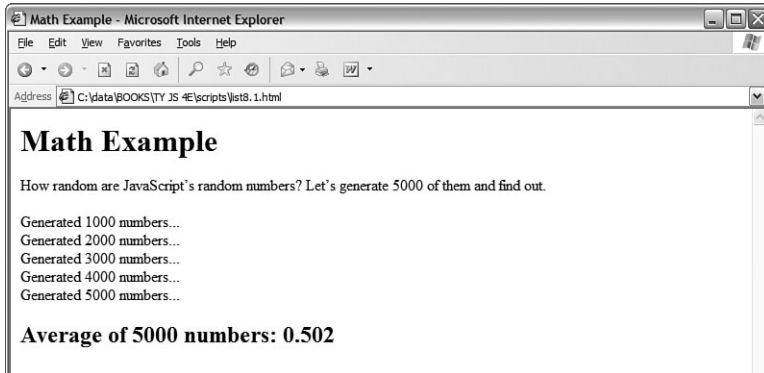 Math Example - Microsoft Internet Explorer
File Edit View Favorites Tools Help
Address C:\data\BOOKS\TY JS 4E\scripts\list8.1.html
Math Example
How random are JavaScript's random numbers? Let's generate 5000 of them and find out.
Generated 1000 numbers...
Generated 2000 numbers...
Generated 3000 numbers...
Generated 4000 numbers...
Generated 5000 numbers...
Average of 5000 numbers: 0.502